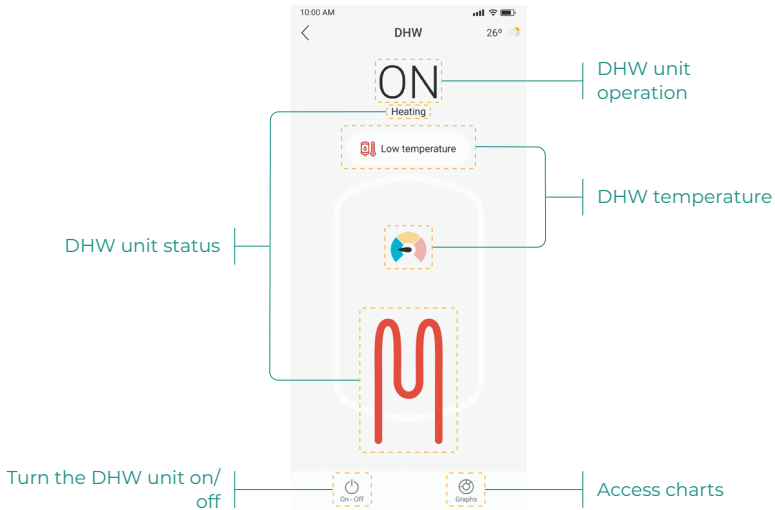 10:00 AM
DHW
26º
ON
Heating
Low temperature
DHW unit
operation
DHW temperature
DHW unit status
Turn the DHW unit on/
off
On - Off
Graphs
Access charts